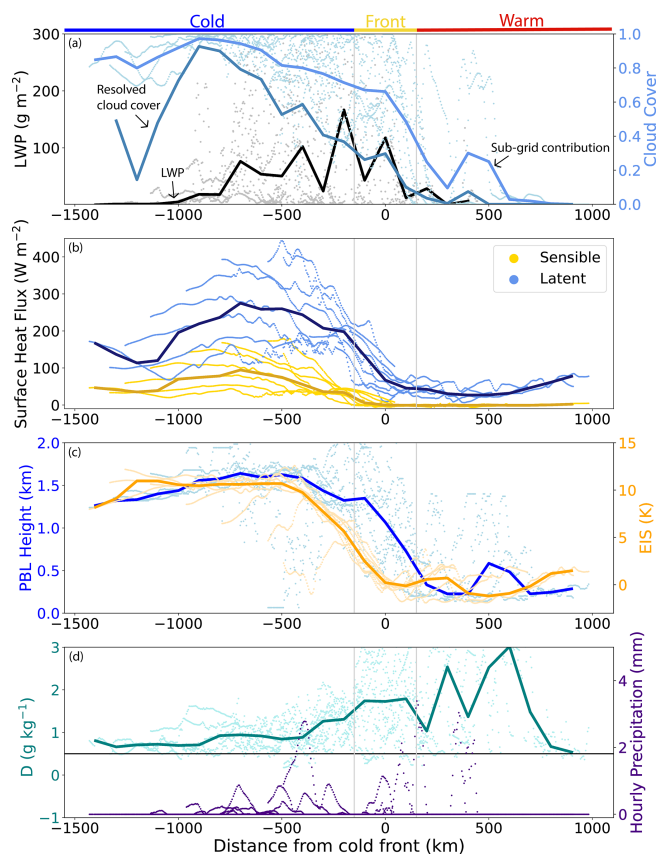 Cold Front Warm
(a)
300
200
100
LWP (g m⁻²)
Resolved
cloud cover
LWP
Sub-grid contribution
1.0
0.8
0.6
0.4
0.2
0.0
Cloud Cover
−1500 −1000 −500 0 500 1000
(b)
400
300
200
100
0
Surface Heat Flux (W m⁻²)
Sensible
Latent
−1500 −1000 −500 0 500 1000
(c)
2.0
1.5
1.0
0.5
0.0
PBL Height (km)
15
10
5
0
EIS (K)
−1500 −1000 −500 0 500 1000
(d)
3
2
1
0
−1
D (g kg⁻¹)
4
2
0
Hourly Precipitation (mm)
−1500 −1000 −500 0 500 1000
Distance from cold front (km)